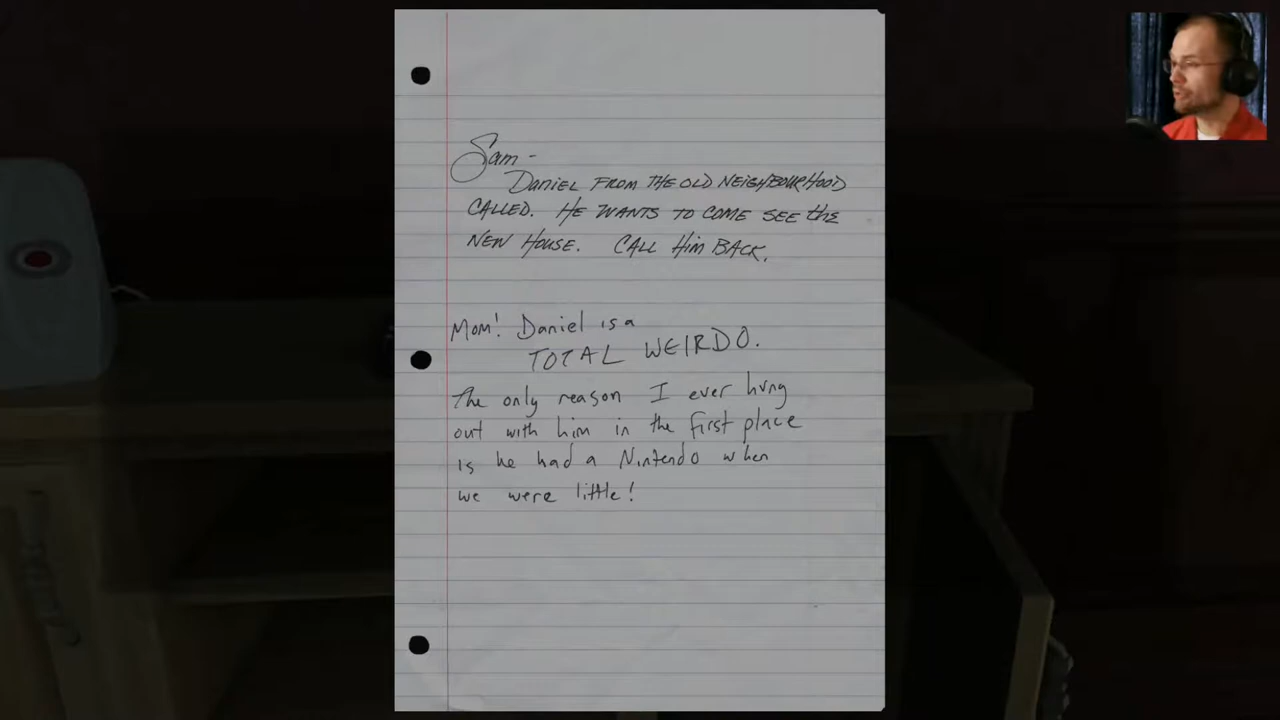 Sam-
Daniel from the old neighbourhood
called. He wants to come see the
new house. Call him back.
Mom! Daniel is a
TOTAL WEIRDO.
The only reason I ever hung
out with him in the first place
is he had a Nintendo when
we were little!